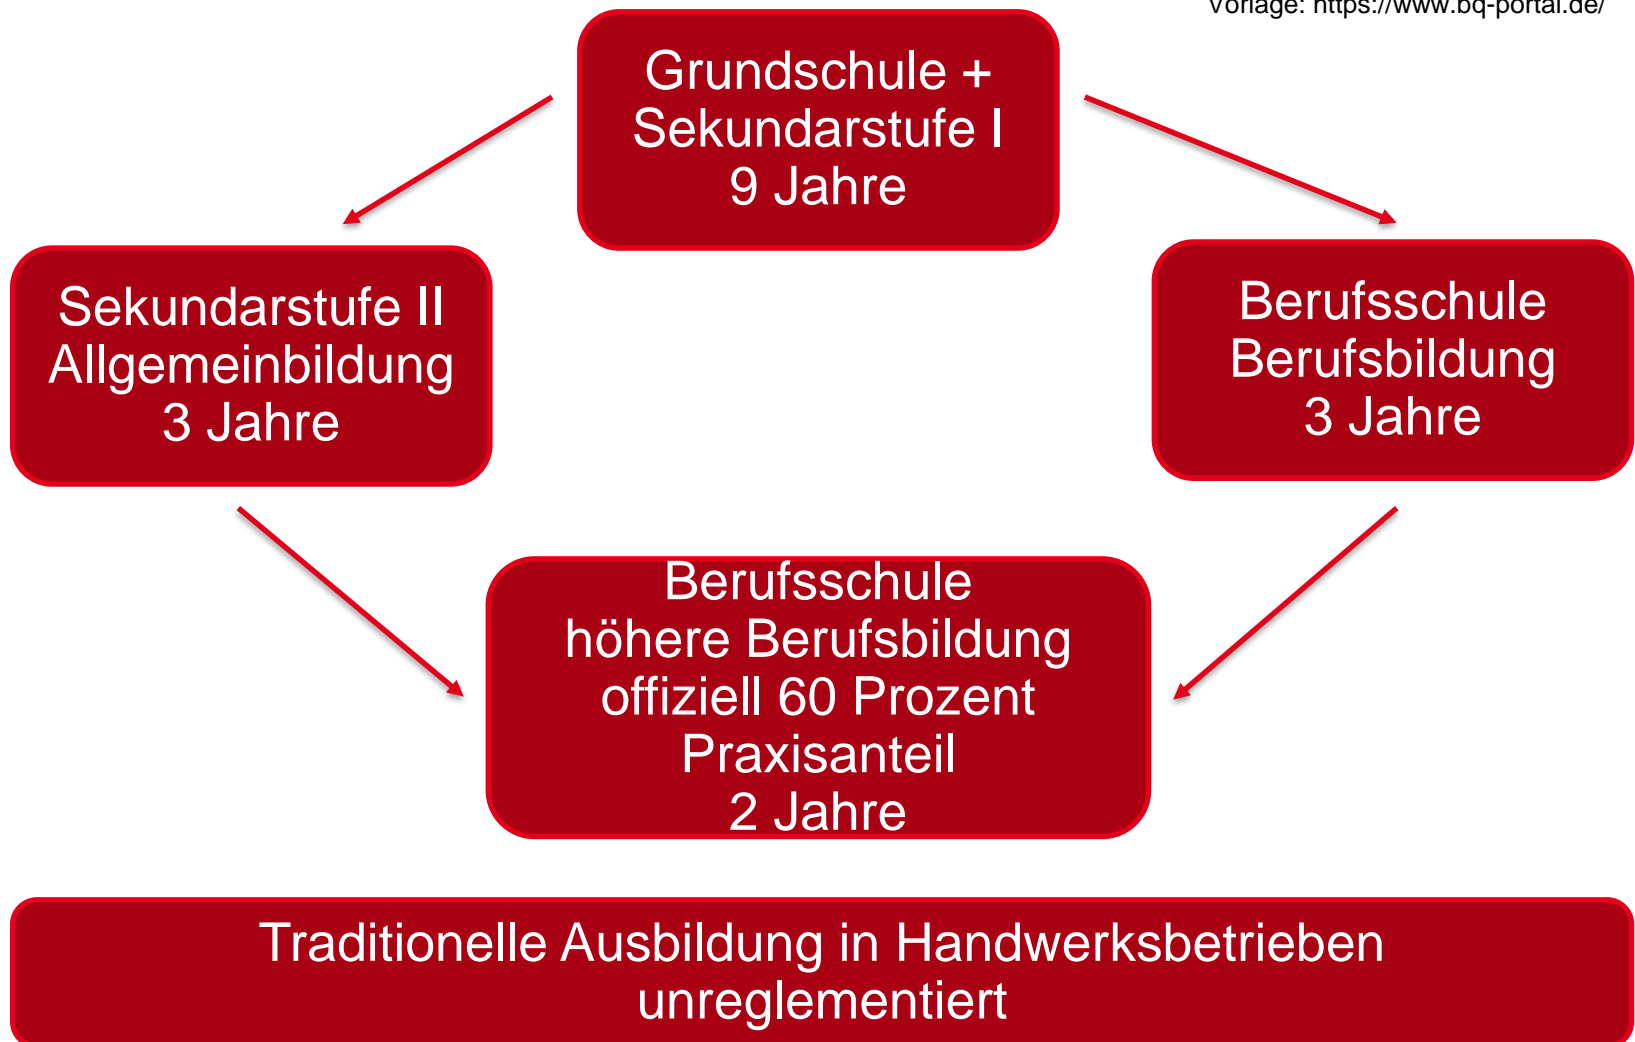 Vorlage: https://www.bq-portal.de/
Grundschule +
Sekundarstufe I
9 Jahre
Sekundarstufe II
Allgemeinbildung
3 Jahre
Berufsschule
Berufsbildung
3 Jahre
Berufsschule
höhere Berufsbildung
offiziell 60 Prozent
Praxisanteil
2 Jahre
Traditionelle Ausbildung in Handwerksbetrieben
unreglementiert